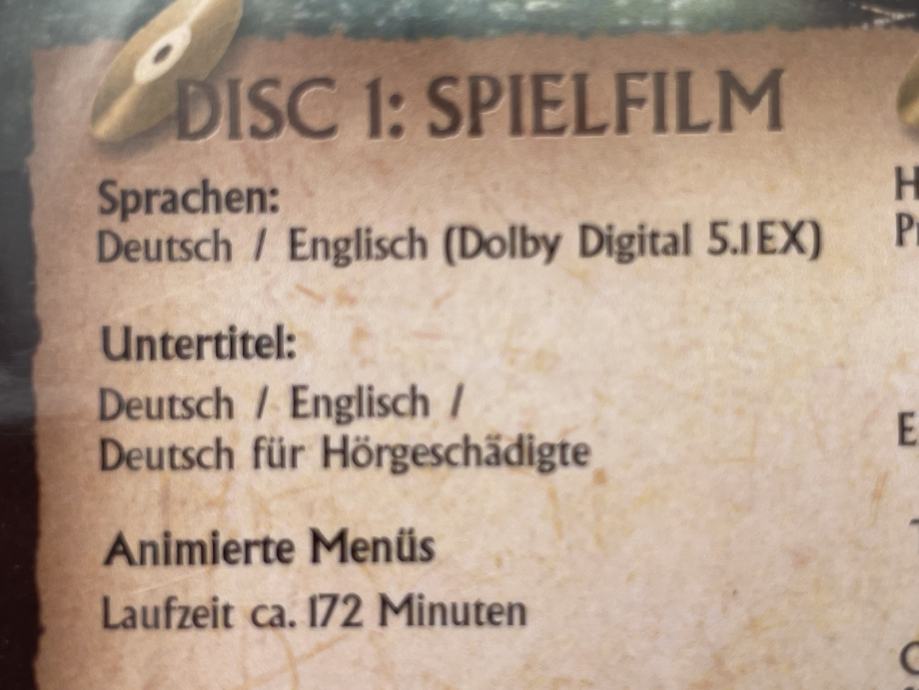 DISC 1: SPIELFILM
Sprachen:
Deutsch / Englisch (Dolby Digital 5.1EX)
Untertitel:
Deutsch / Englisch /
Deutsch für Hörgeschädigte
Animierte Menüs
Laufzeit ca. 172 Minuten